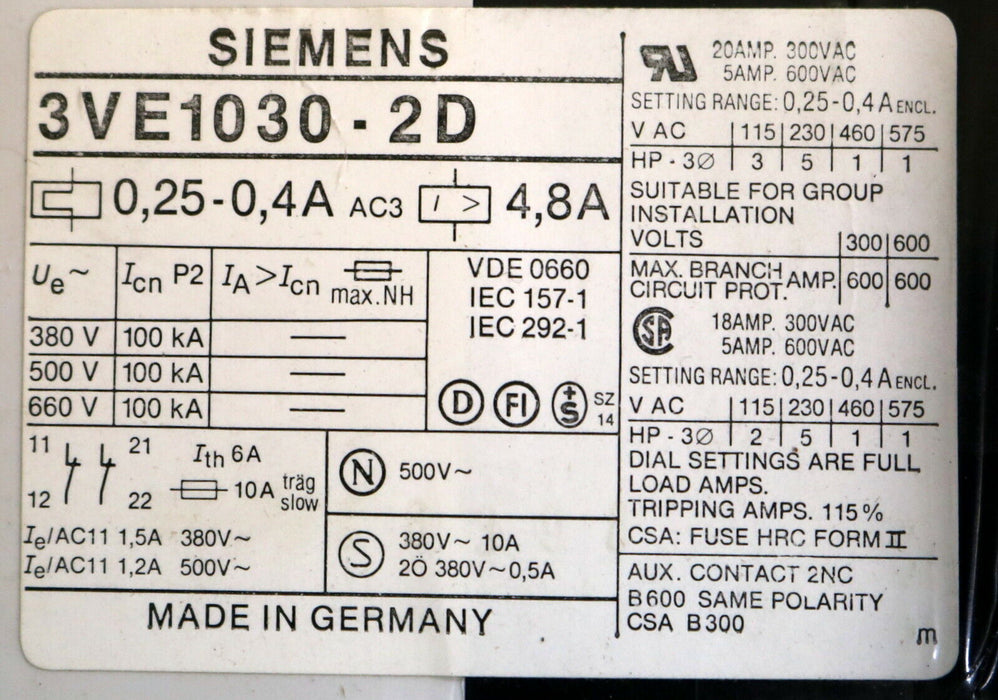 SIEMENS
3VE1030-2D
0,25-0,4A AC3 I> 4,8A
Ue~ Icn P2 IA>Icn max.NH
380 V 100 kA —
500 V 100 kA —
660 V 100 kA —
VDE 0660
IEC 157-1
IEC 292-1
D FI +S SZ 14
11 21
12 22
Ith 6A
10A träg slow
Ie/AC11 1,5A 380V~
Ie/AC11 1,2A 500V~
N 500V~
S 380V~ 10A
2Ö 380V~0,5A
MADE IN GERMANY
RU 20AMP. 300VAC
5AMP. 600VAC
SETTING RANGE: 0,25-0,4A ENCL.
V AC |115|230|460|575
HP-3Ø | 3 | 5 | 1 | 1
SUITABLE FOR GROUP
INSTALLATION
VOLTS |300|600
MAX. BRANCH
CIRCUIT PROT. AMP. |600|600
SA 18AMP. 300VAC
5AMP. 600VAC
SETTING RANGE: 0,25-0,4A ENCL.
V AC |115|230|460|575
HP-3Ø | 2 | 5 | 1 | 1
DIAL SETTINGS ARE FULL
LOAD AMPS.
TRIPPING AMPS. 115%
CSA: FUSE HRC FORM II
AUX. CONTACT 2NC
B600 SAME POLARITY
CSA B300
m